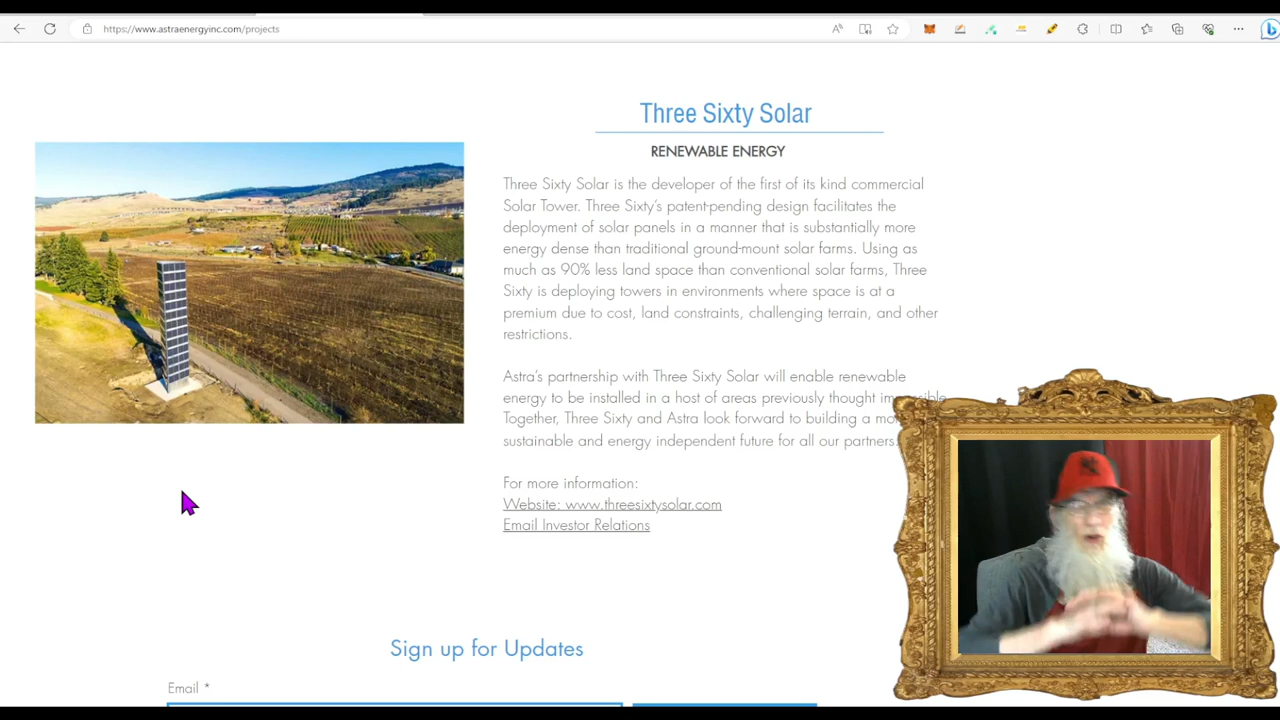 https://www.astraenergyinc.com/projects
Three Sixty Solar
RENEWABLE ENERGY
Three Sixty Solar is the developer of the first of its kind commercial
Solar Tower. Three Sixty's patent-pending design facilitates the
deployment of solar panels in a manner that is substantially more
energy dense than traditional ground-mount solar farms. Using as
much as 90% less land space than conventional solar farms, Three
Sixty is deploying towers in environments where space is at a
premium due to cost, land constraints, challenging terrain, and other
restrictions.
Astra's partnership with Three Sixty Solar will enable renewable
energy to be installed in a host of areas previously thought
Together, Three Sixty and Astra look forward to building a
sustainable and energy independent future for all our partners.
For more information:
Website: www.threesixtysolar.com
Email Investor Relations
Sign up for Updates
Email *